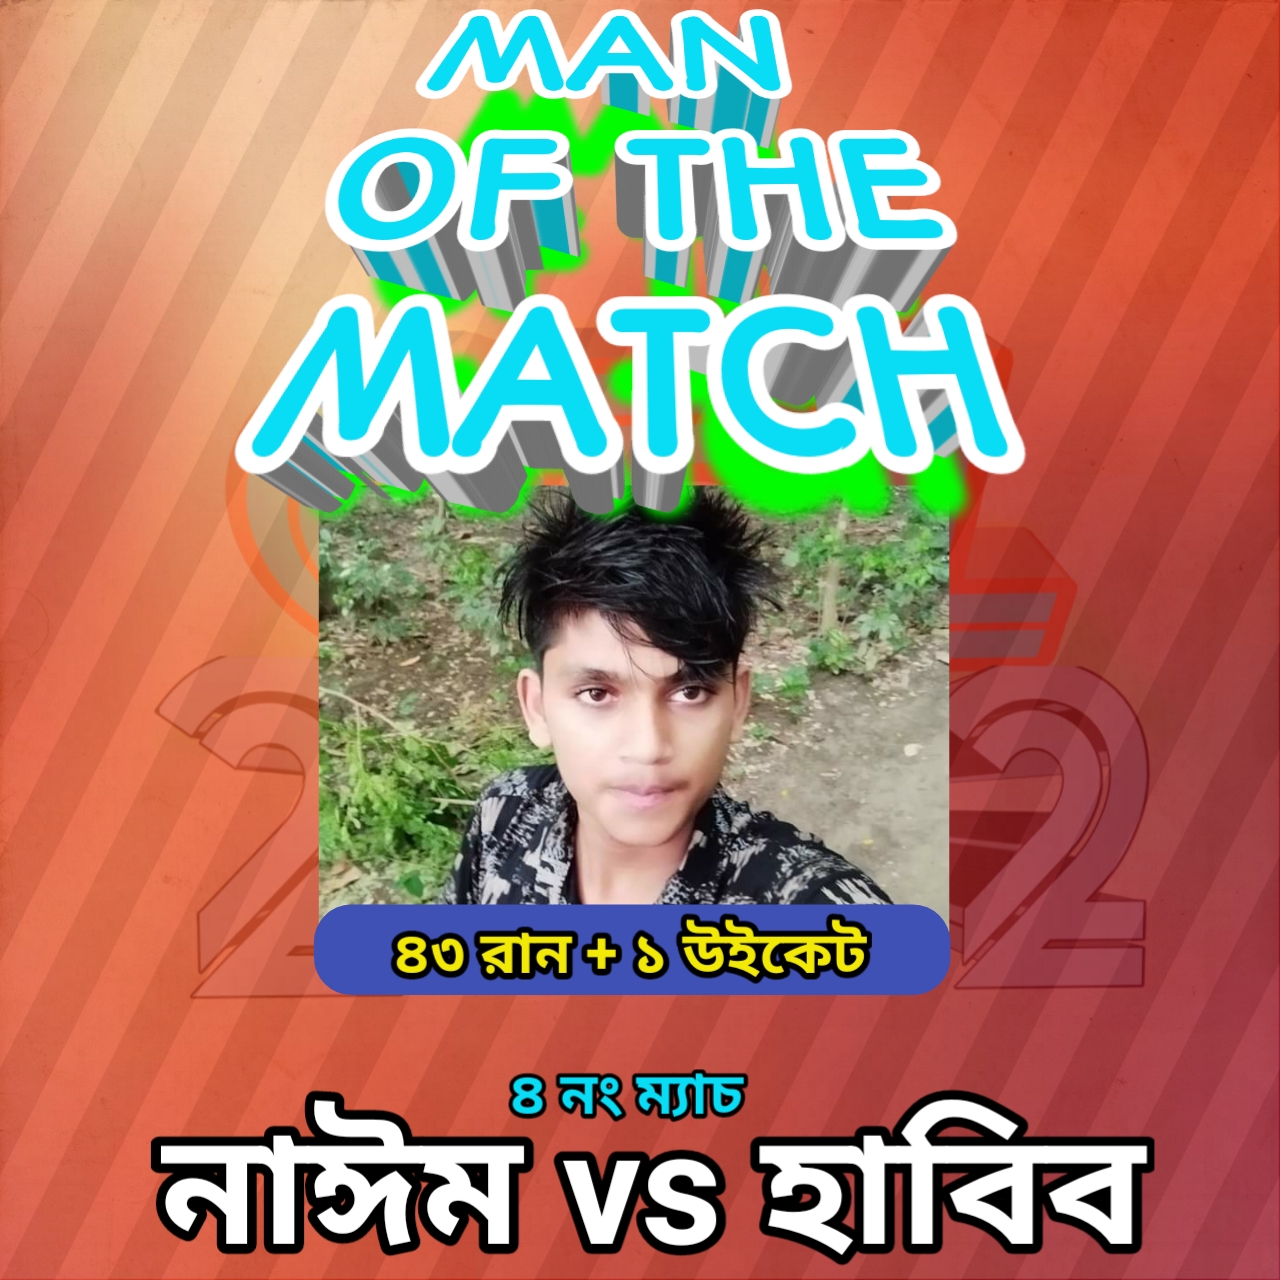 MAN
OF THE
MATCH
৪৩ রান + ১ উইকেট
৪ নং ম্যাচ
নাঈম vs হাবিব